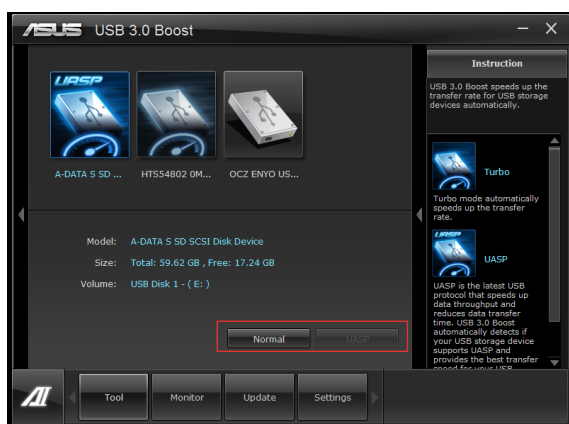 ASUS USB 3.0 Boost
Instruction
USB 3.0 Boost speeds up the
transfer rate for USB storage
devices automatically.
UASP
A-DATA S SD ...
HTS54802 0M...
OCZ ENYO US...
Turbo
Turbo mode automatically
speeds up the transfer
rate.
UASP
UASP
UASP is the latest USB
protocol that speeds up
data throughput and
reduces data transfer
time. USB 3.0 Boost
automatically detects if
your USB storage device
supports UASP and
provides the best transfer
speed for your USB
Model: A-DATA S SD SCSI Disk Device
Size: Total: 59.62 GB , Free: 17.24 GB
Volume: USB Disk 1 - ( E: )
Normal
UASP
Tool
Monitor
Update
Settings